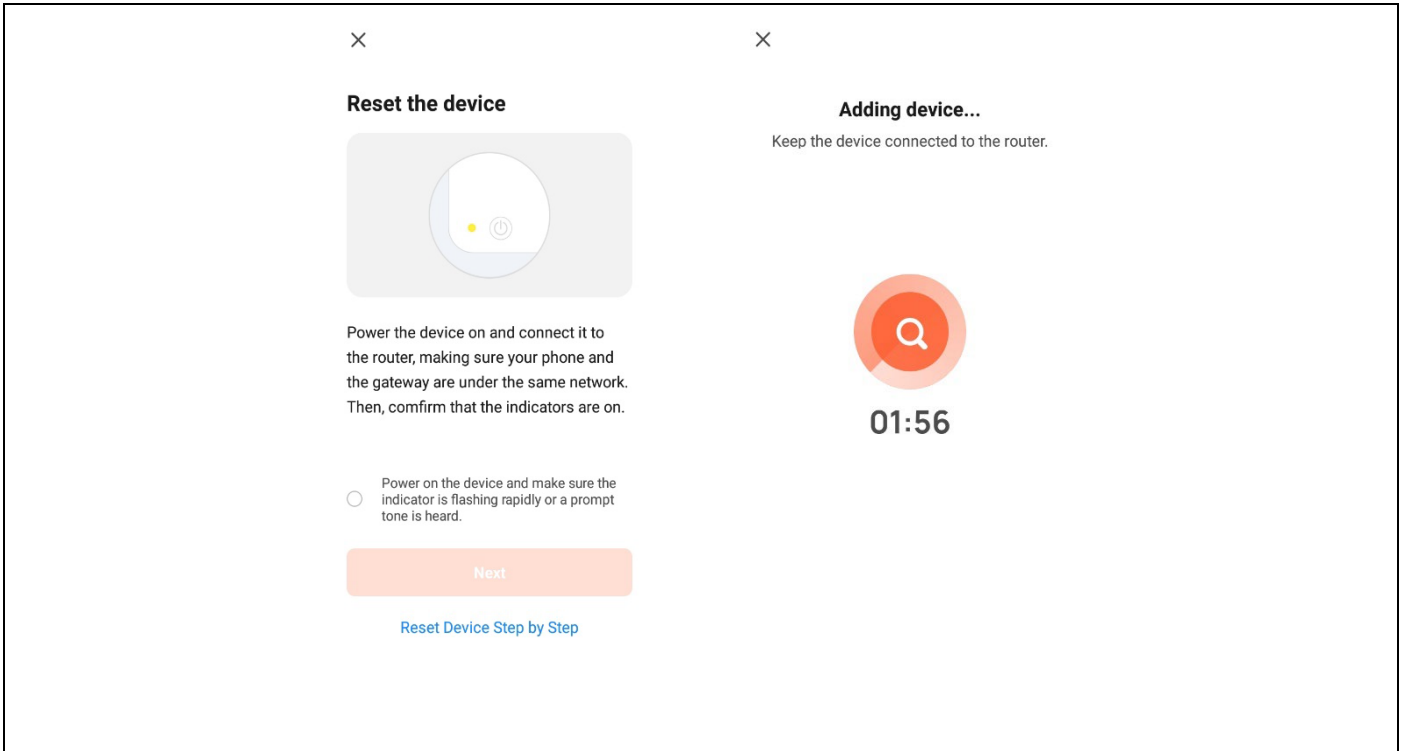 Reset the device
Power the device on and connect it to
the router, making sure your phone and
the gateway are under the same network.
Then, comfirm that the indicators are on.
Power on the device and make sure the
indicator is flashing rapidly or a prompt
tone is heard.
Next
Reset Device Step by Step
Adding device...
Keep the device connected to the router.
01:56